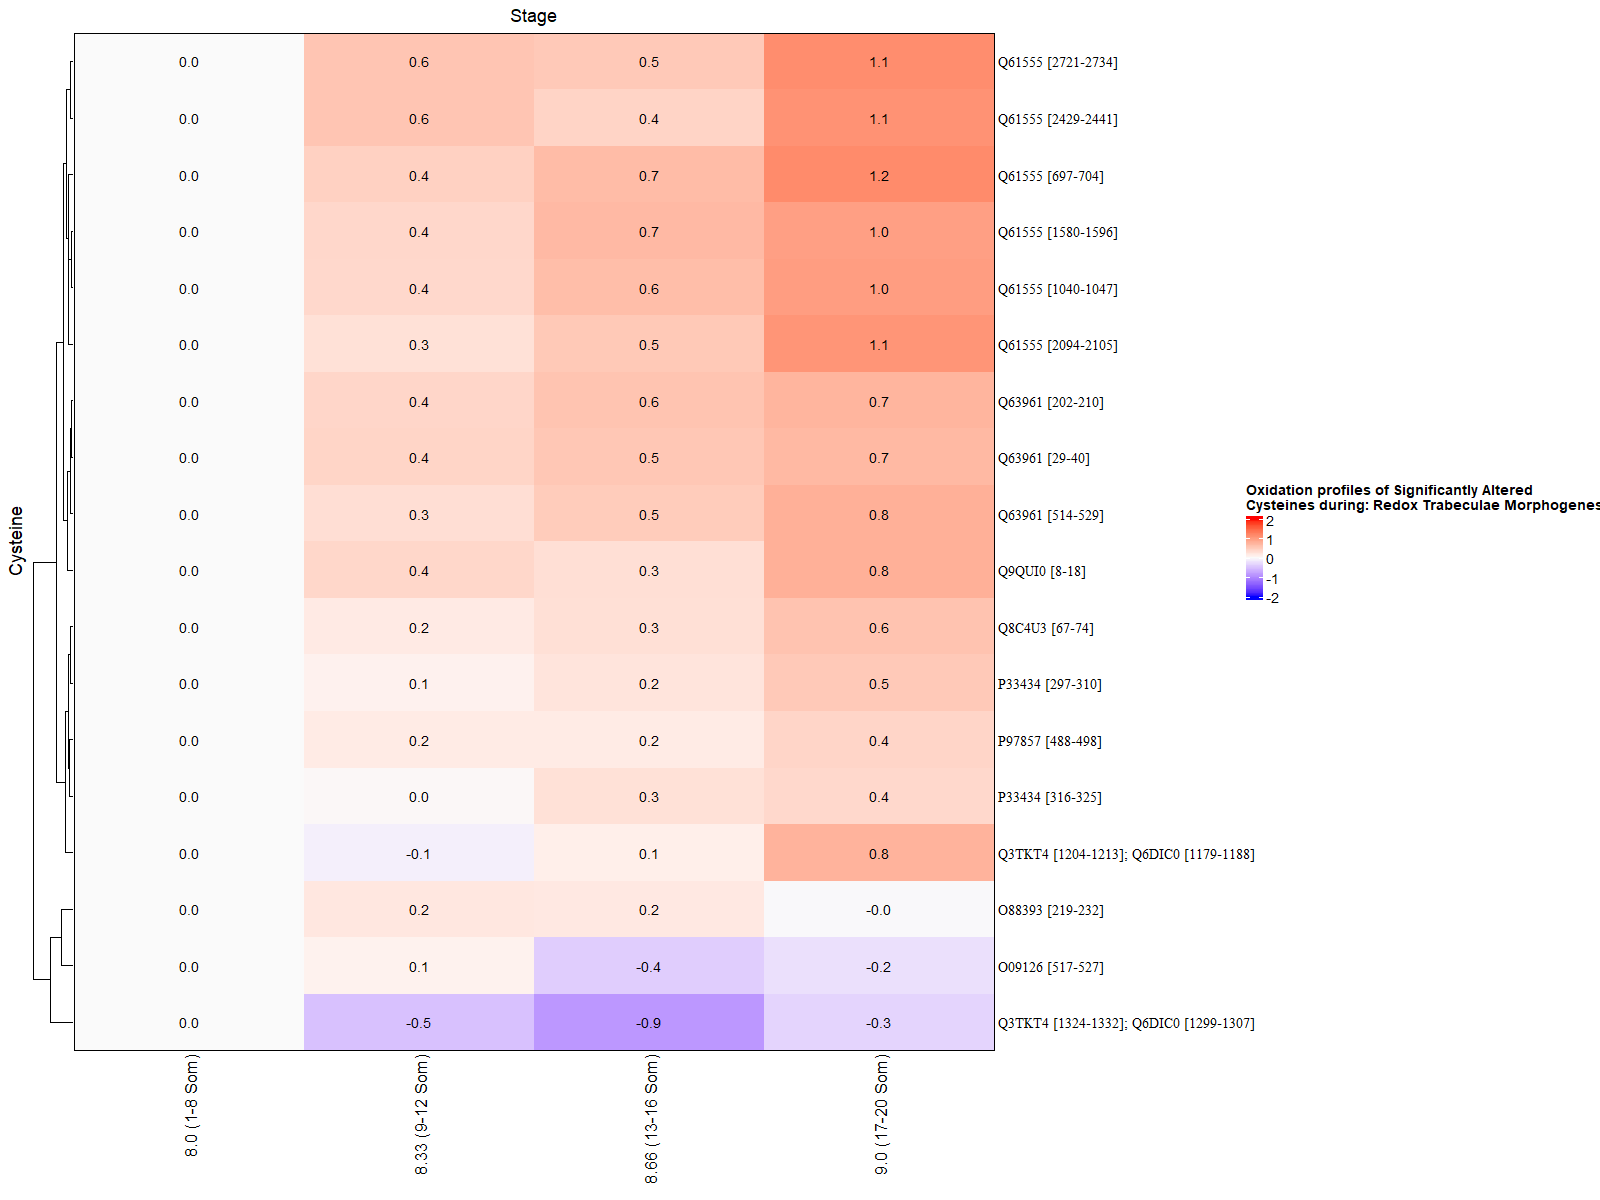 Stage
Cysteine
0.0 0.6 0.5 1.1 Q61555 [2721-2734]
0.0 0.6 0.4 1.1 Q61555 [2429-2441]
0.0 0.4 0.7 1.2 Q61555 [697-704]
0.0 0.4 0.7 1.0 Q61555 [1580-1596]
0.0 0.4 0.6 1.0 Q61555 [1040-1047]
0.0 0.3 0.5 1.1 Q61555 [2094-2105]
0.0 0.4 0.6 0.7 Q63961 [202-210]
0.0 0.4 0.5 0.7 Q63961 [29-40]
0.0 0.3 0.5 0.8 Q63961 [514-529]
0.0 0.4 0.3 0.8 Q9QUI0 [8-18]
0.0 0.2 0.3 0.6 Q8C4U3 [67-74]
0.0 0.1 0.2 0.5 P33434 [297-310]
0.0 0.2 0.2 0.4 P97857 [488-498]
0.0 0.0 0.3 0.4 P33434 [316-325]
0.0 -0.1 0.1 0.8 Q3TKT4 [1204-1213]; Q6DIC0 [1179-1188]
0.0 0.2 0.2 -0.0 O88393 [219-232]
0.0 0.1 -0.4 -0.2 O09126 [517-527]
0.0 -0.5 -0.9 -0.3 Q3TKT4 [1324-1332]; Q6DIC0 [1299-1307]
8.0 (1-8 Som)
8.33 (9-12 Som)
8.66 (13-16 Som)
9.0 (17-20 Som)
Oxidation profiles of Significantly Altered
Cysteines during: Redox Trabeculae Morphogenes
2
1
0
-1
-2